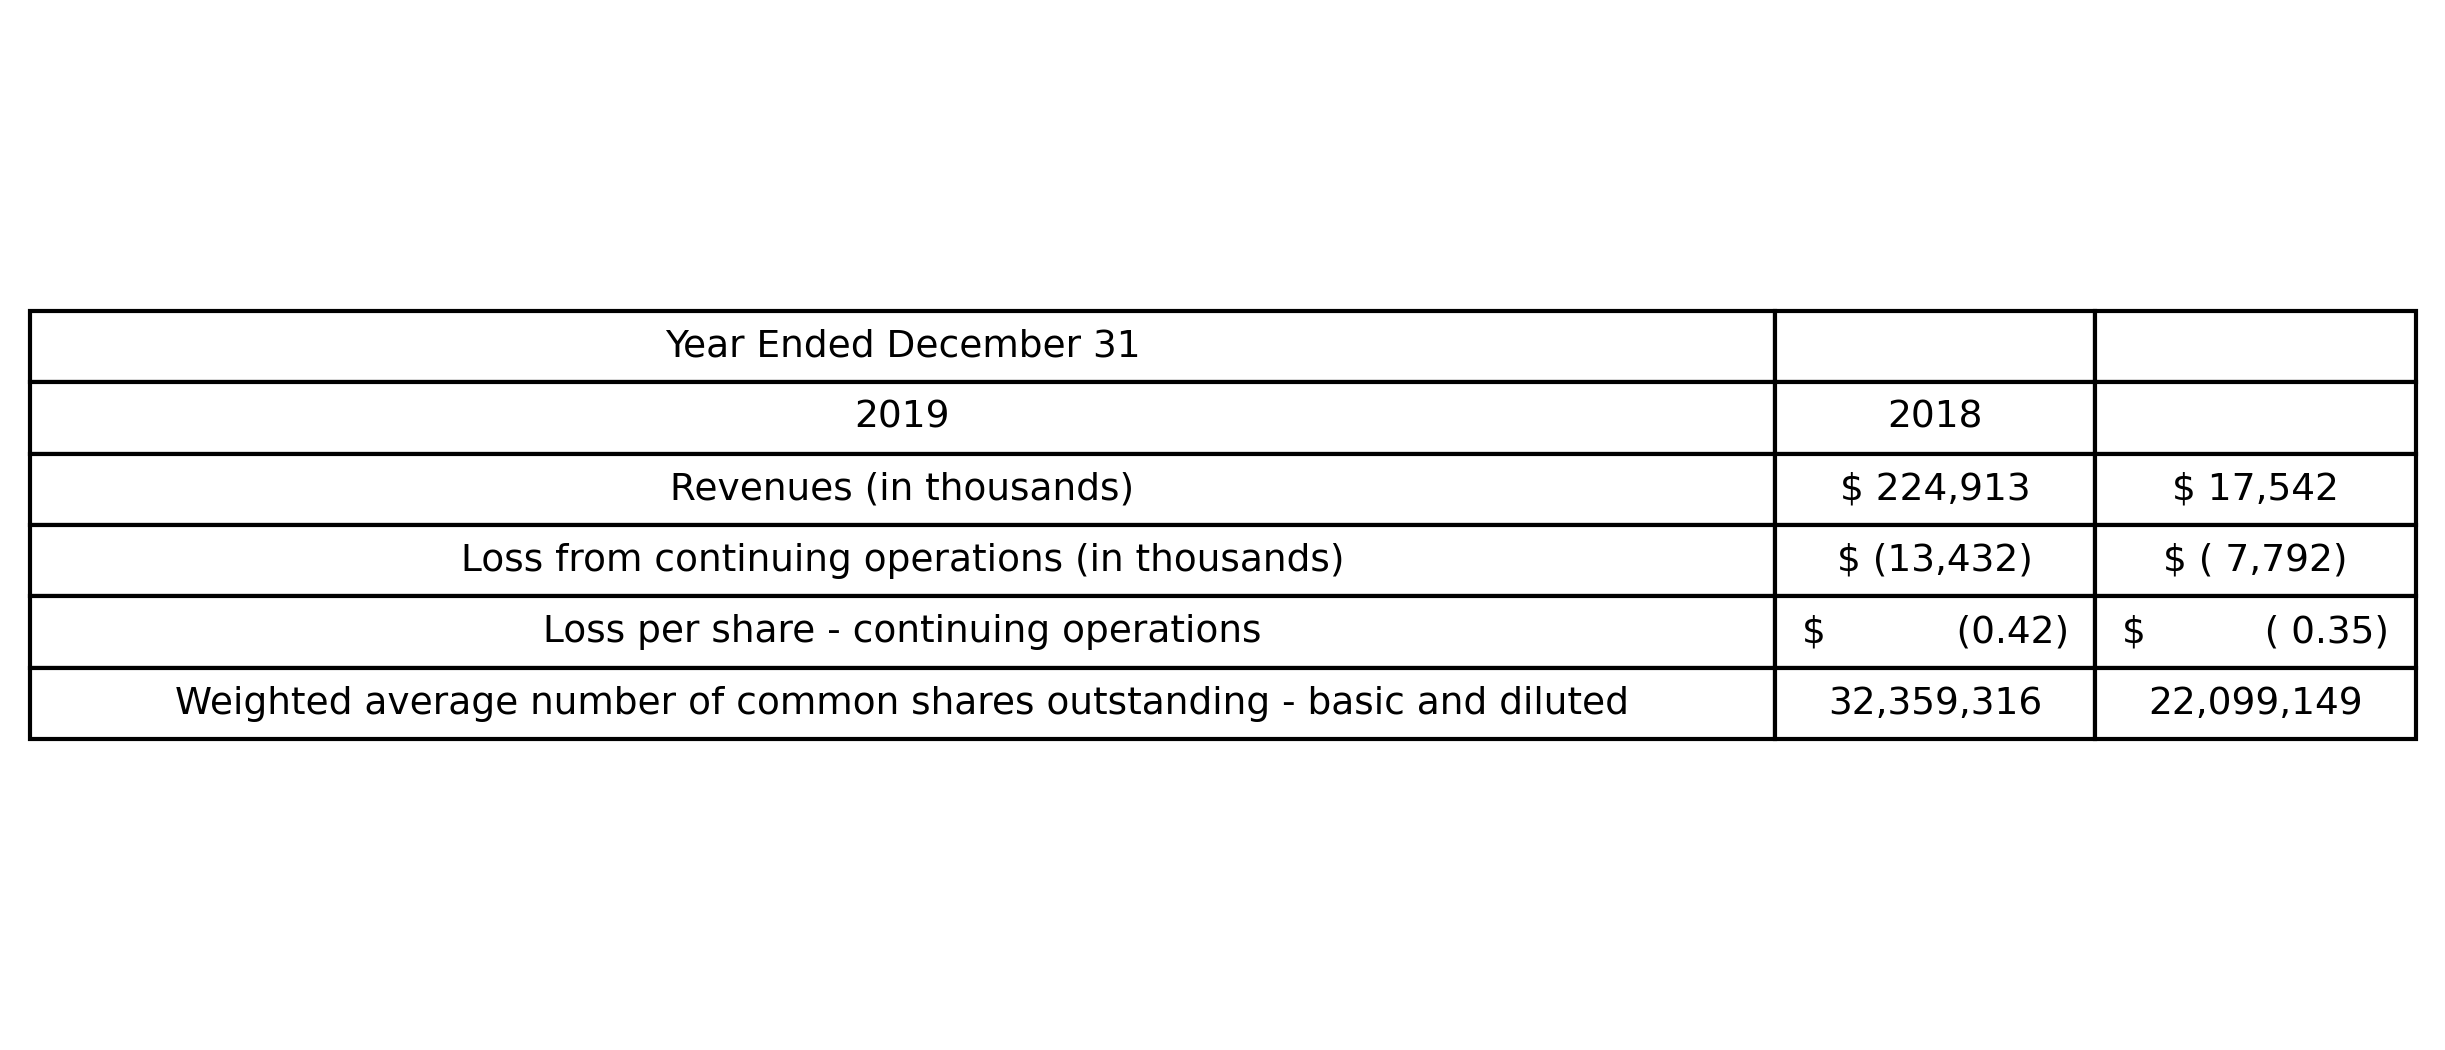 Year Ended December 31
2019 2018
Revenues (in thousands) $ 224,913 $ 17,542
Loss from continuing operations (in thousands) $ (13,432) $ ( 7,792)
Loss per share - continuing operations $ (0.42) $ ( 0.35)
Weighted average number of common shares outstanding - basic and diluted 32,359,316 22,099,149